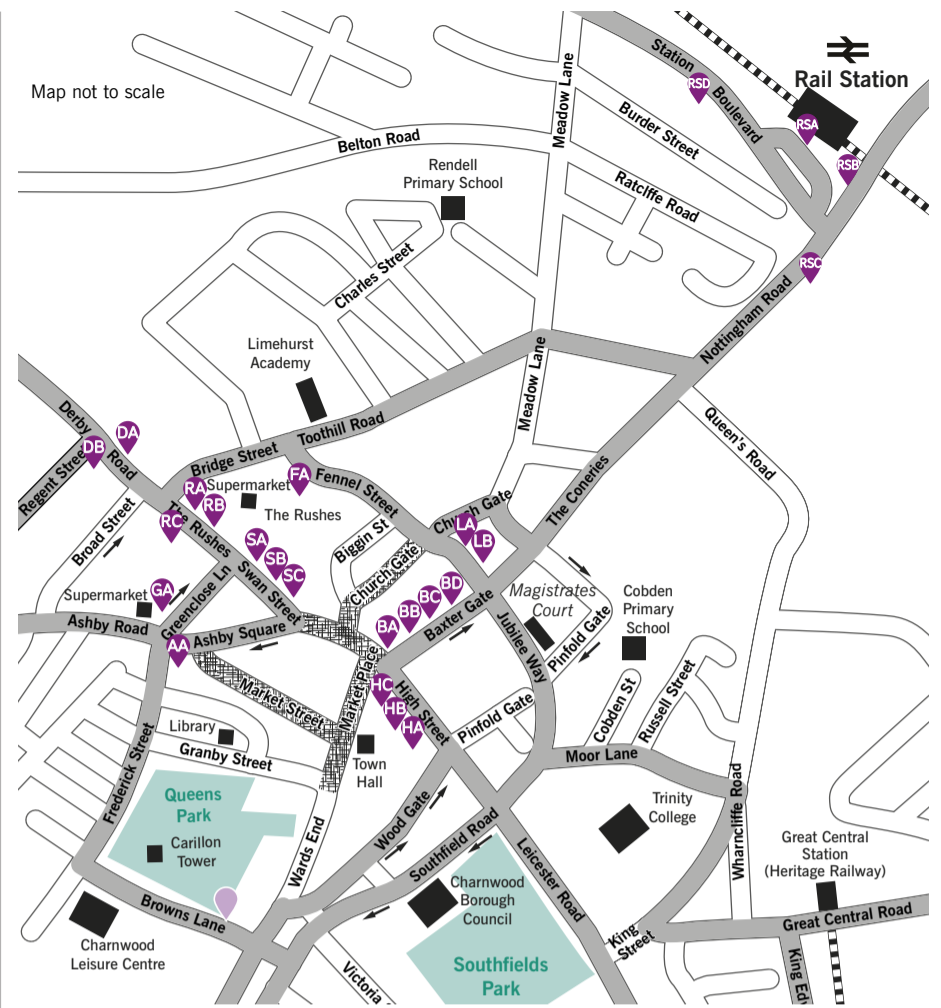 Map not to scale
Rail Station
Station
Boulevard
RSD
RSA
RSB
RSC
Meadow Lane
Burder Street
Belton Road
Ratcliffe Road
Rendell
Primary School
Charles Street
Nottingham Road
Limehurst
Academy
Meadow Lane
Toothill Road
Queen's Road
Derby
Road
DA
DB
Regent Street
Bridge Street
FA
Fennel Street
RA
Supermarket
RB
The Rushes
The Rushes
RC
Church Gate
LA
LB
The Coneries
Broad Street
SA
SB
SC
Swan Street
Biggin St
Church Gate
GA
Supermarket
Greenclose Ln
BA
BB
BC
BD
Baxter Gate
Magistrates
Court
Cobden
Primary
School
Ashby Road
AA
Ashby Square
Jubilee Way
Pinfold Gate
Market Street
Market Place
HC
HB
HA
High Street
Pinfold Gate
Cobden St
Russell Street
Library
Granby Street
Town
Hall
Moor Lane
Frederick Street
Queens
Park
Carillon
Tower
Wood Gate
Wards End
Southfield Road
Trinity
College
Wharncliffe Road
Great Central
Station
(Heritage Railway)
Leicester Road
Charnwood
Borough
Council
Browns Lane
Charnwood
Leisure Centre
King
Street
Great Central Road
Victoria
Southfields
Park
King Edw